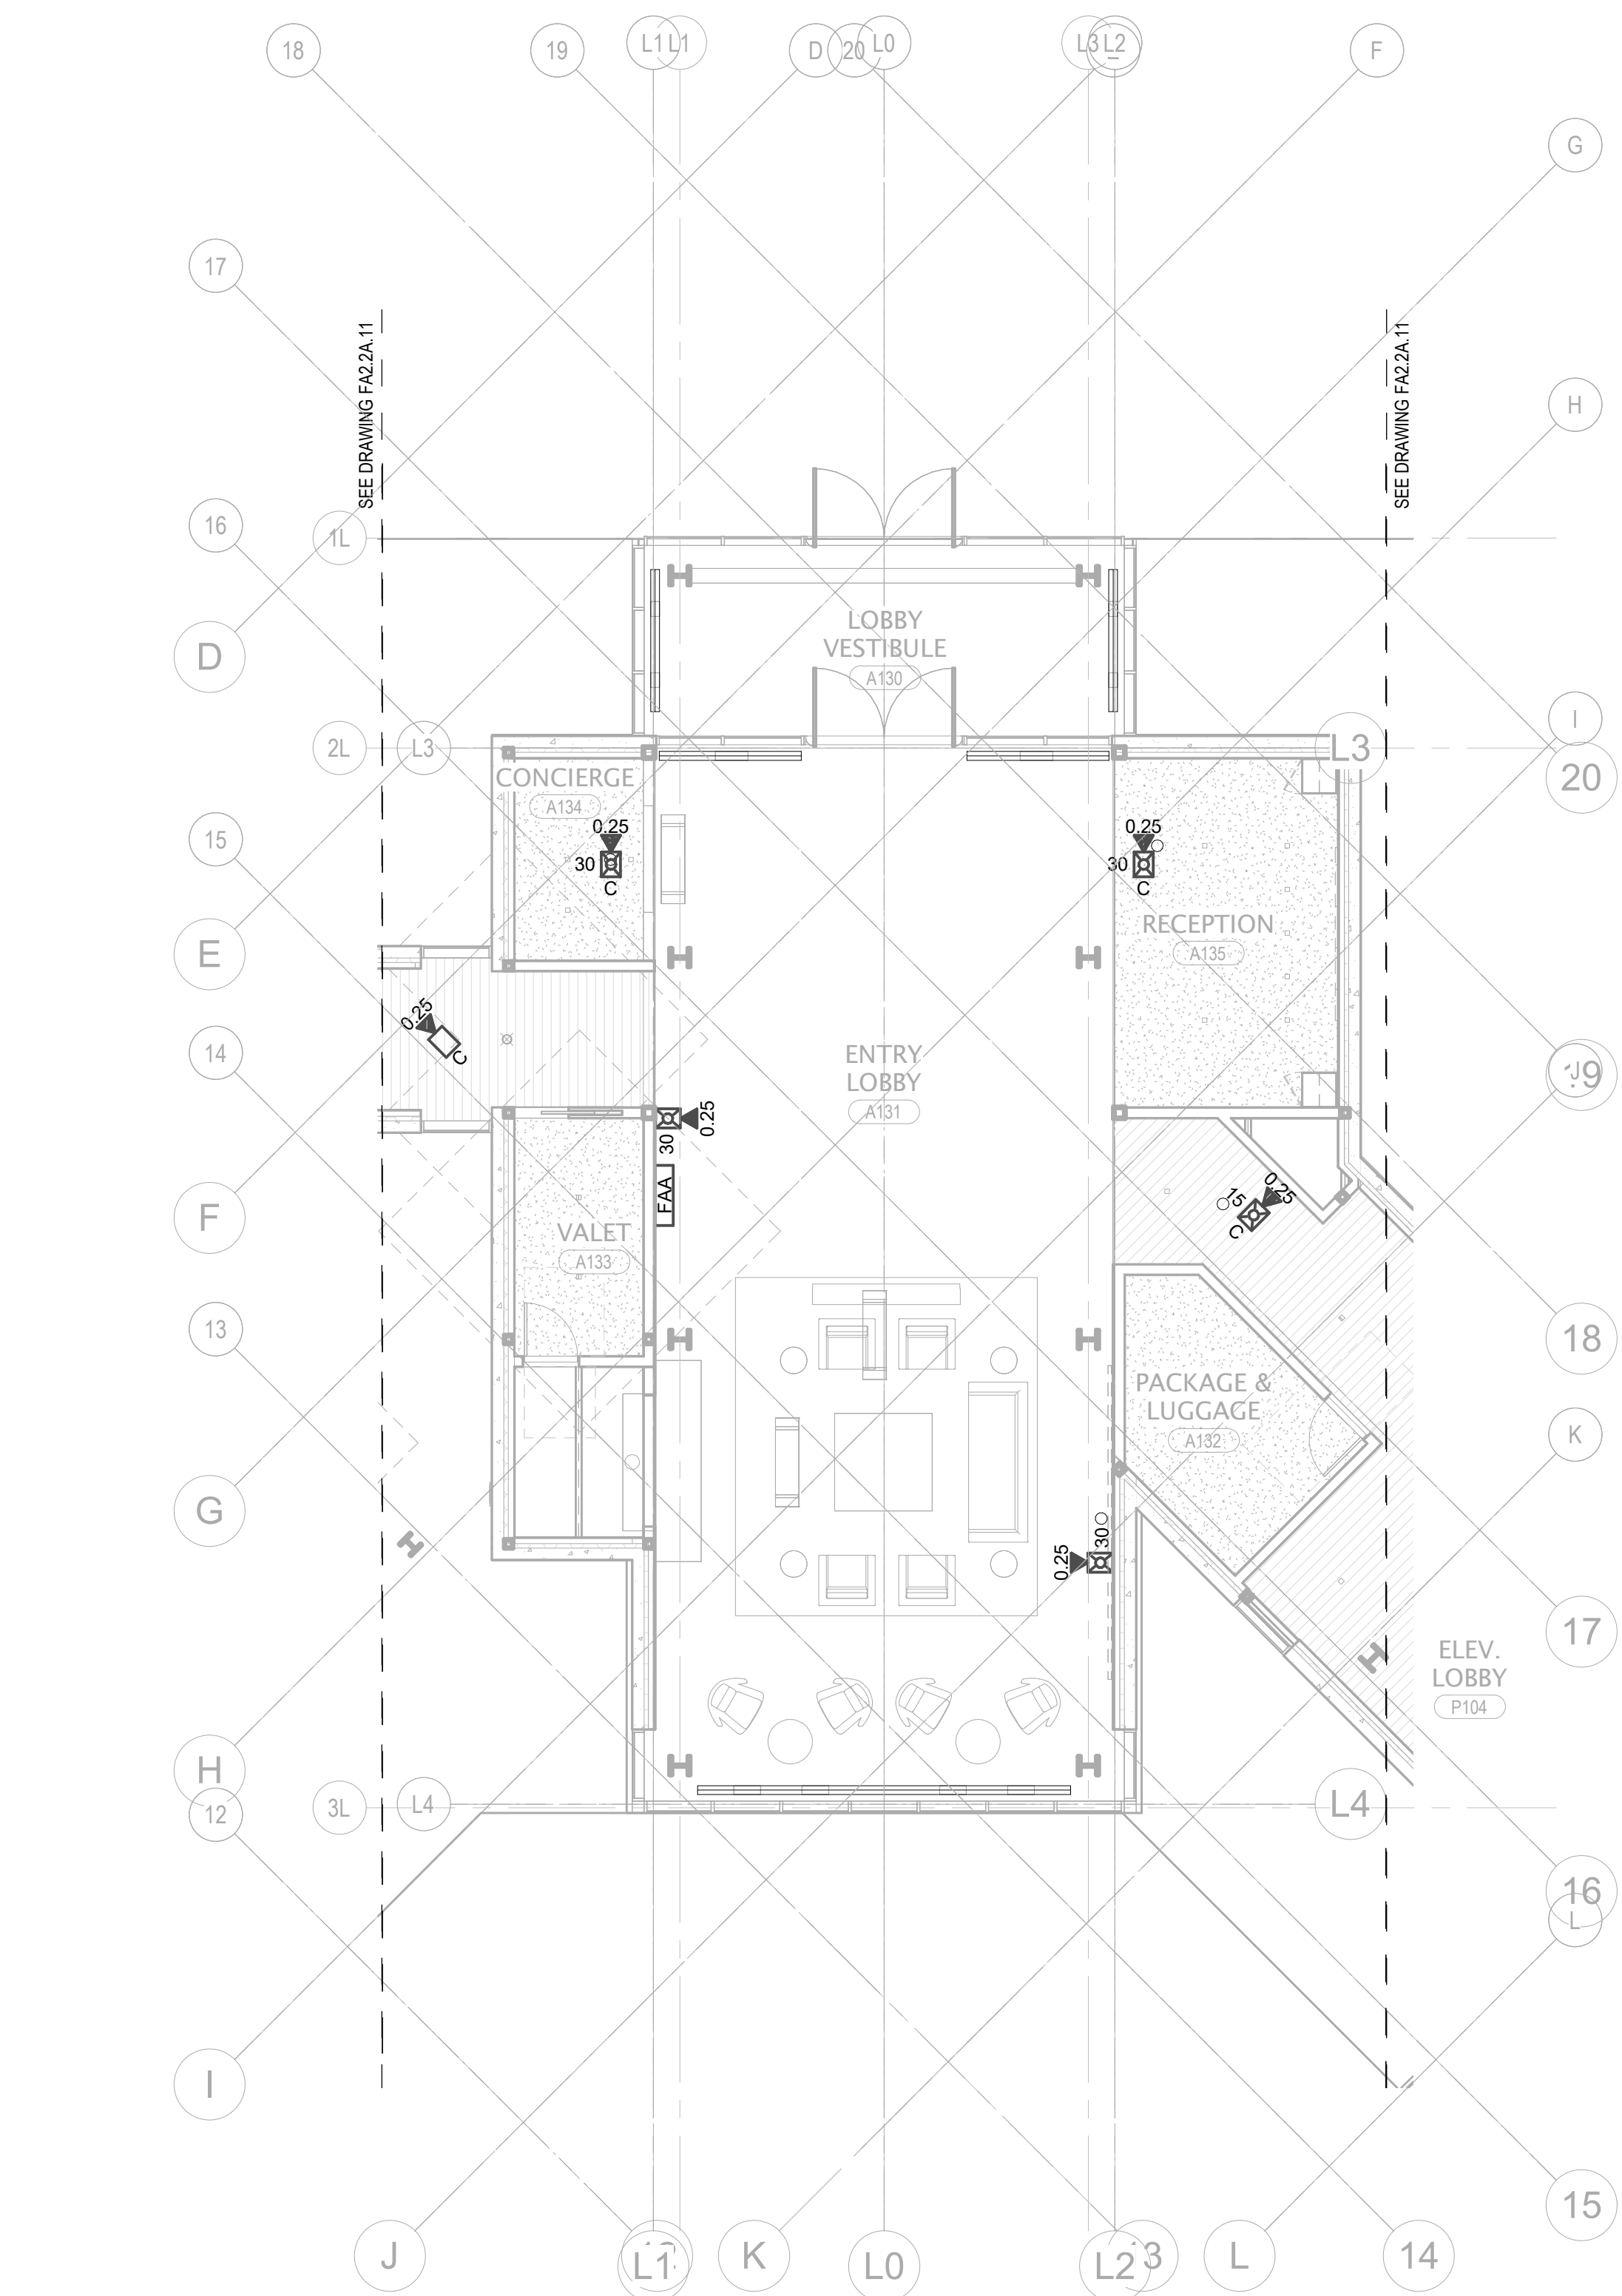 18
19
L1
L1
D
20
L0
L3
L2
F
G
17
SEE DRAWING FA2.2A.11
SEE DRAWING FA2.2A.11
H
16
1L
LOBBY
VESTIBULE
A130
D
I
2L
L3
L3
20
CONCIERGE
A134
15
0.25
30
C
0.25
30
C
RECEPTION
A135
E
0.25
C
14
ENTRY
LOBBY
A131
J
19
0.25
30
FAA
15
0.25
C
F
VALET
A133
13
18
PACKAGE &
LUGGAGE
A132
K
G
0.25
30
17
ELEV.
LOBBY
P104
H
12
3L
L4
L4
16
L
I
15
J
L1
K
L0
L2
13
L
14